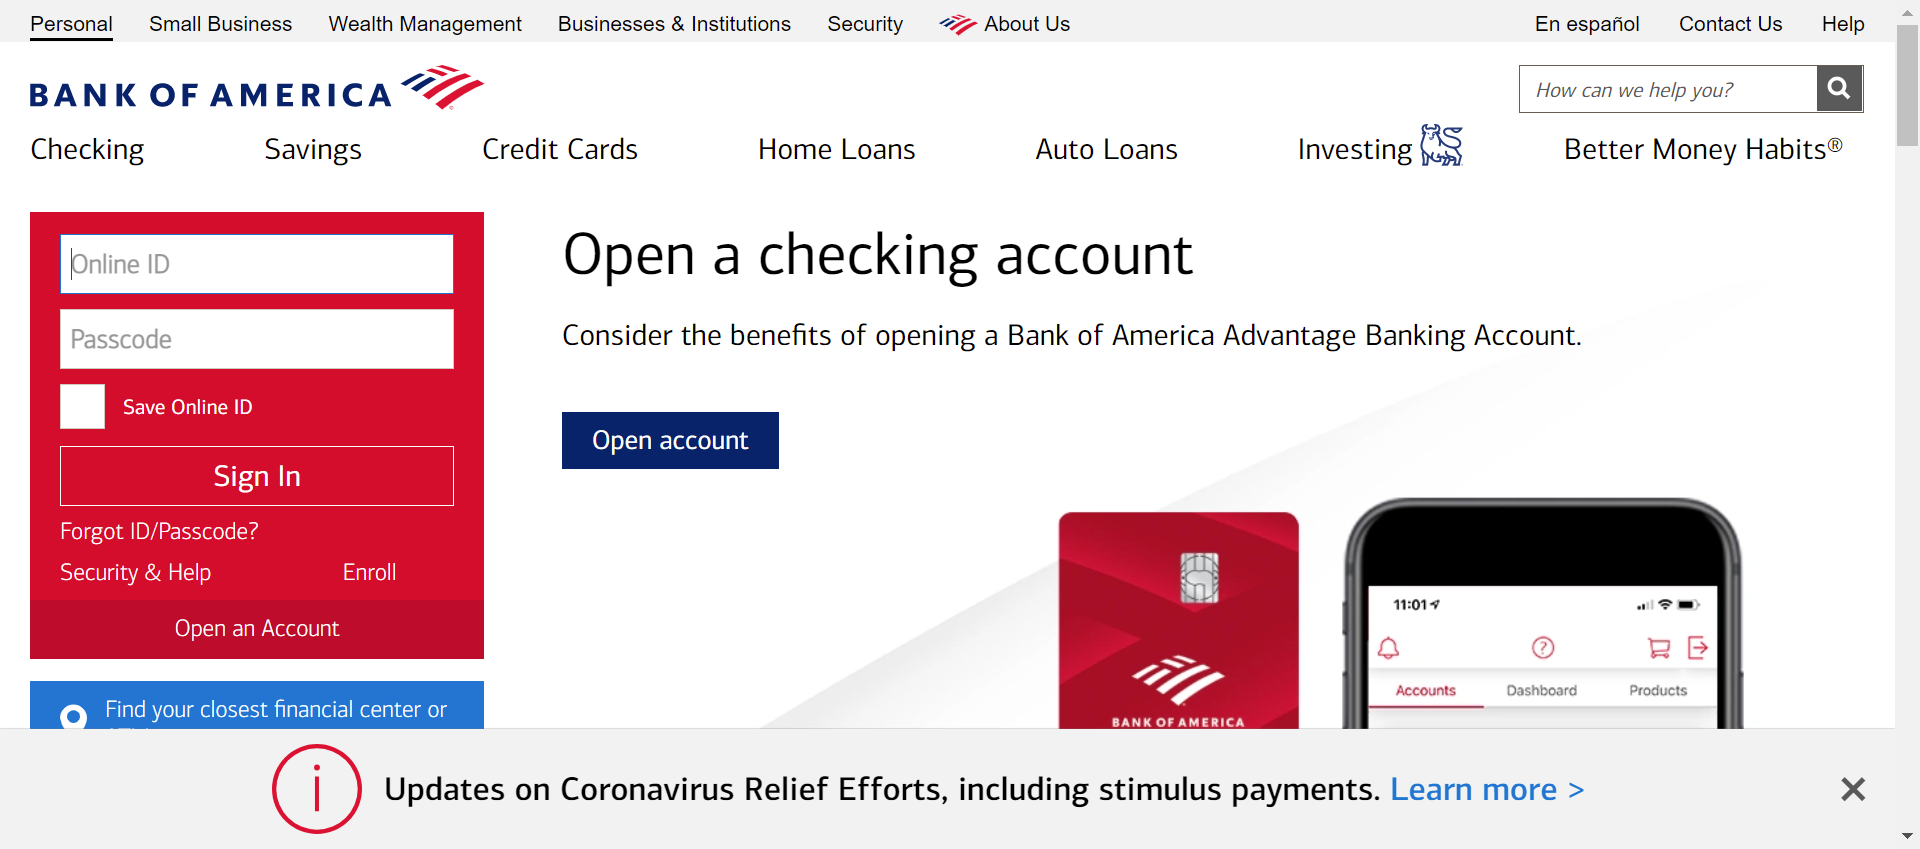 Personal Small Business Wealth Management Businesses & Institutions Security About Us En español Contact Us Help
BANK OF AMERICA
How can we help you?
Checking Savings Credit Cards Home Loans Auto Loans Investing Better Money Habits®
Online ID
Passcode
Save Online ID
Sign In
Forgot ID/Passcode?
Security & Help Enroll
Open an Account
Find your closest financial center or
Open a checking account
Consider the benefits of opening a Bank of America Advantage Banking Account.
Open account
BANK OF AMERICA
11:01
Accounts Dashboard Products
Updates on Coronavirus Relief Efforts, including stimulus payments. Learn more >